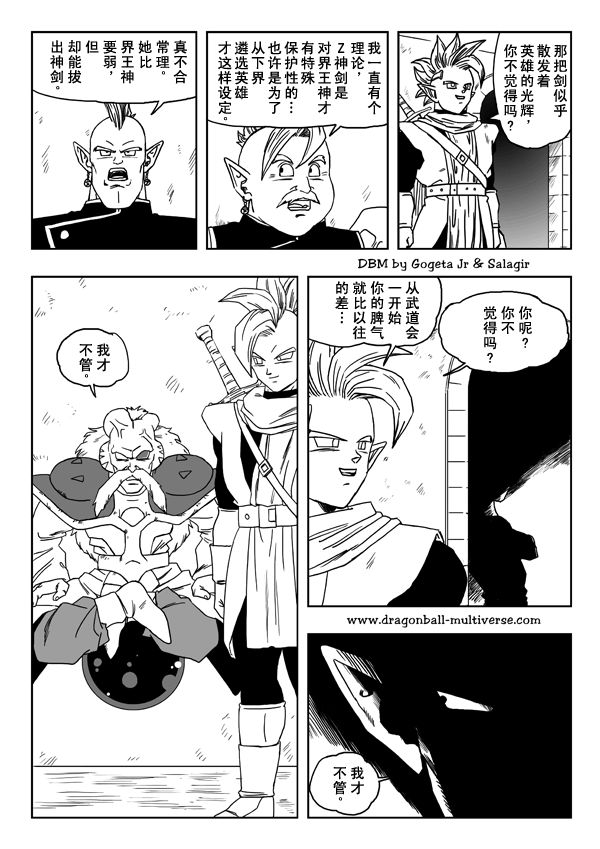 真不合
常理。
她比
界王神
要弱，
但
却能拔
出神剑。
我一直有个
理论，
Z神剑是
对界王神才
有特殊
保护性的…
也许是为了
从下界
遴选英雄
才这样设定。
那把剑似乎
散发着
英雄的光辉，
你不觉得吗？
DBM by Gogeta Jr & Salagir
我才
不管。
从武道会
一开始
你的脾气
就比以往
的差…
你呢？
你不
觉得吗？
www.dragonball-multiverse.com
我才
不管。